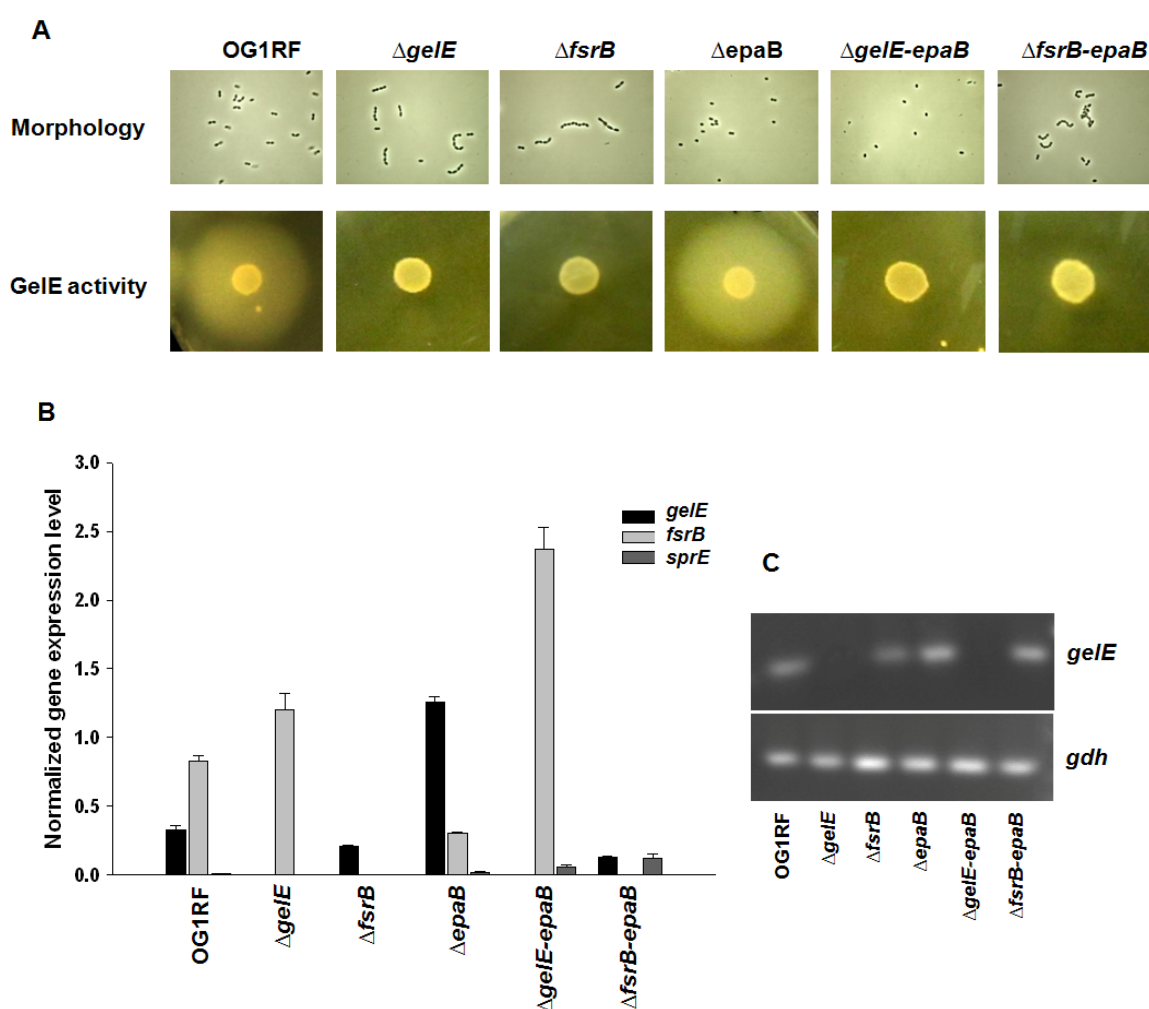 A
OG1RF ΔgelE ΔfsrB ΔepaB ΔgelE-epaB ΔfsrB-epaB
Morphology
GelE activity
B
3.0
2.5
2.0
1.5
1.0
0.5
0.0
Normalized gene expression level
gelE
fsrB
sprE
OG1RF
ΔgelE
ΔfsrB
ΔepaB
ΔgelE-epaB
ΔfsrB-epaB
C
gelE
gdh
OG1RF
ΔgelE
ΔfsrB
ΔepaB
ΔgelE-epaB
ΔfsrB-epaB